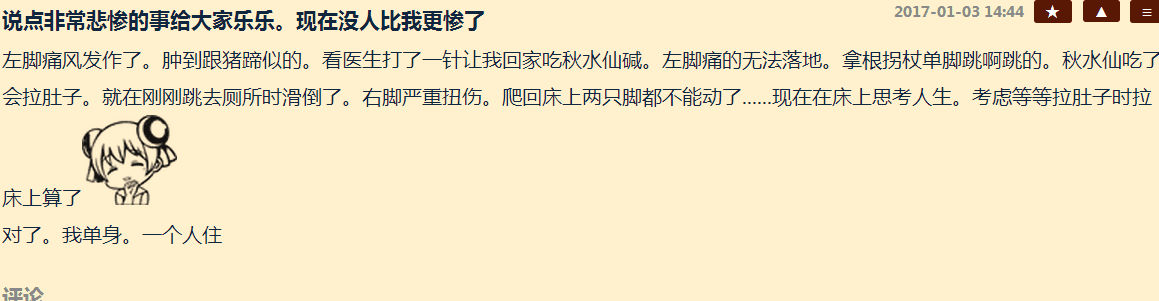 说点非常悲惨的事给大家乐乐。现在没人比我更惨了
2017-01-03 14:44 ★ ▲ ≡
左脚痛风发作了。肿到跟猪蹄似的。看医生打了一针让我回家吃秋水仙碱。左脚痛的无法落地。拿根拐杖单脚跳啊跳的。秋水仙吃了
会拉肚子。就在刚刚跳去厕所时滑倒了。右脚严重扭伤。爬回床上两只脚都不能动了......现在在床上思考人生。考虑等等拉肚子时拉
床上算了
对了。我单身。一个人住
评论